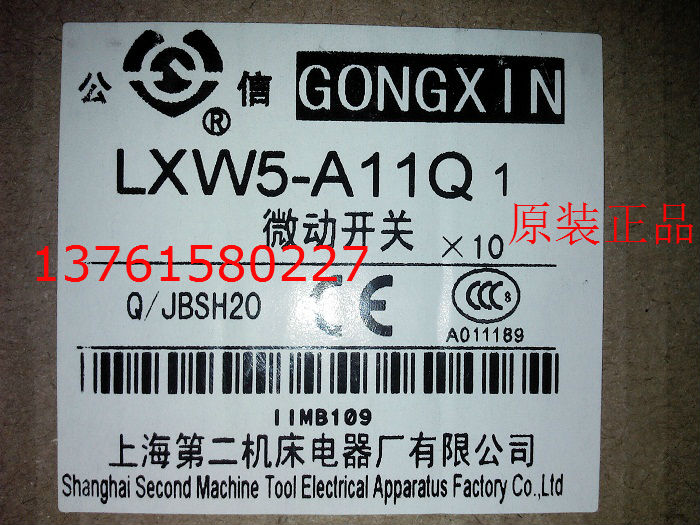 公 信 GONGXIN
®
LXW5-A11Q1
微动开关 ×10
原装正品
13761580227
Q/JBSH20 CE CCC S
A011189
IIMB109
上海第二机床电器厂有限公司
Shanghai Second Machine Tool Electrical Apparatus Factory Co.,Ltd